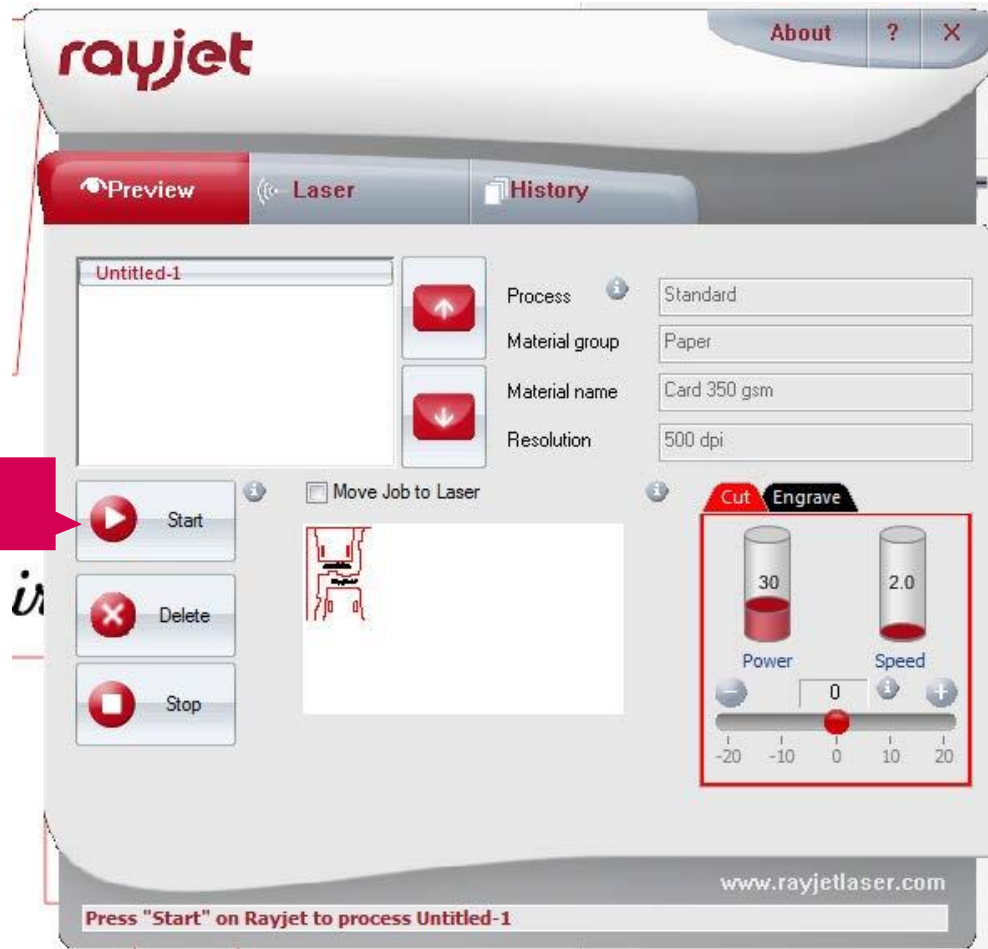 rayjet
About ? X
Preview Laser History
Untitled-1
Process Standard
Material group Paper
Material name Card 350 gsm
Resolution 500 dpi
Start
Move Job to Laser
Cut Engrave
30 2.0
Delete
Power Speed
0
Stop
-20 -10 0 10 20
www.rayjetlaser.com
Press "Start" on Rayjet to process Untitled-1